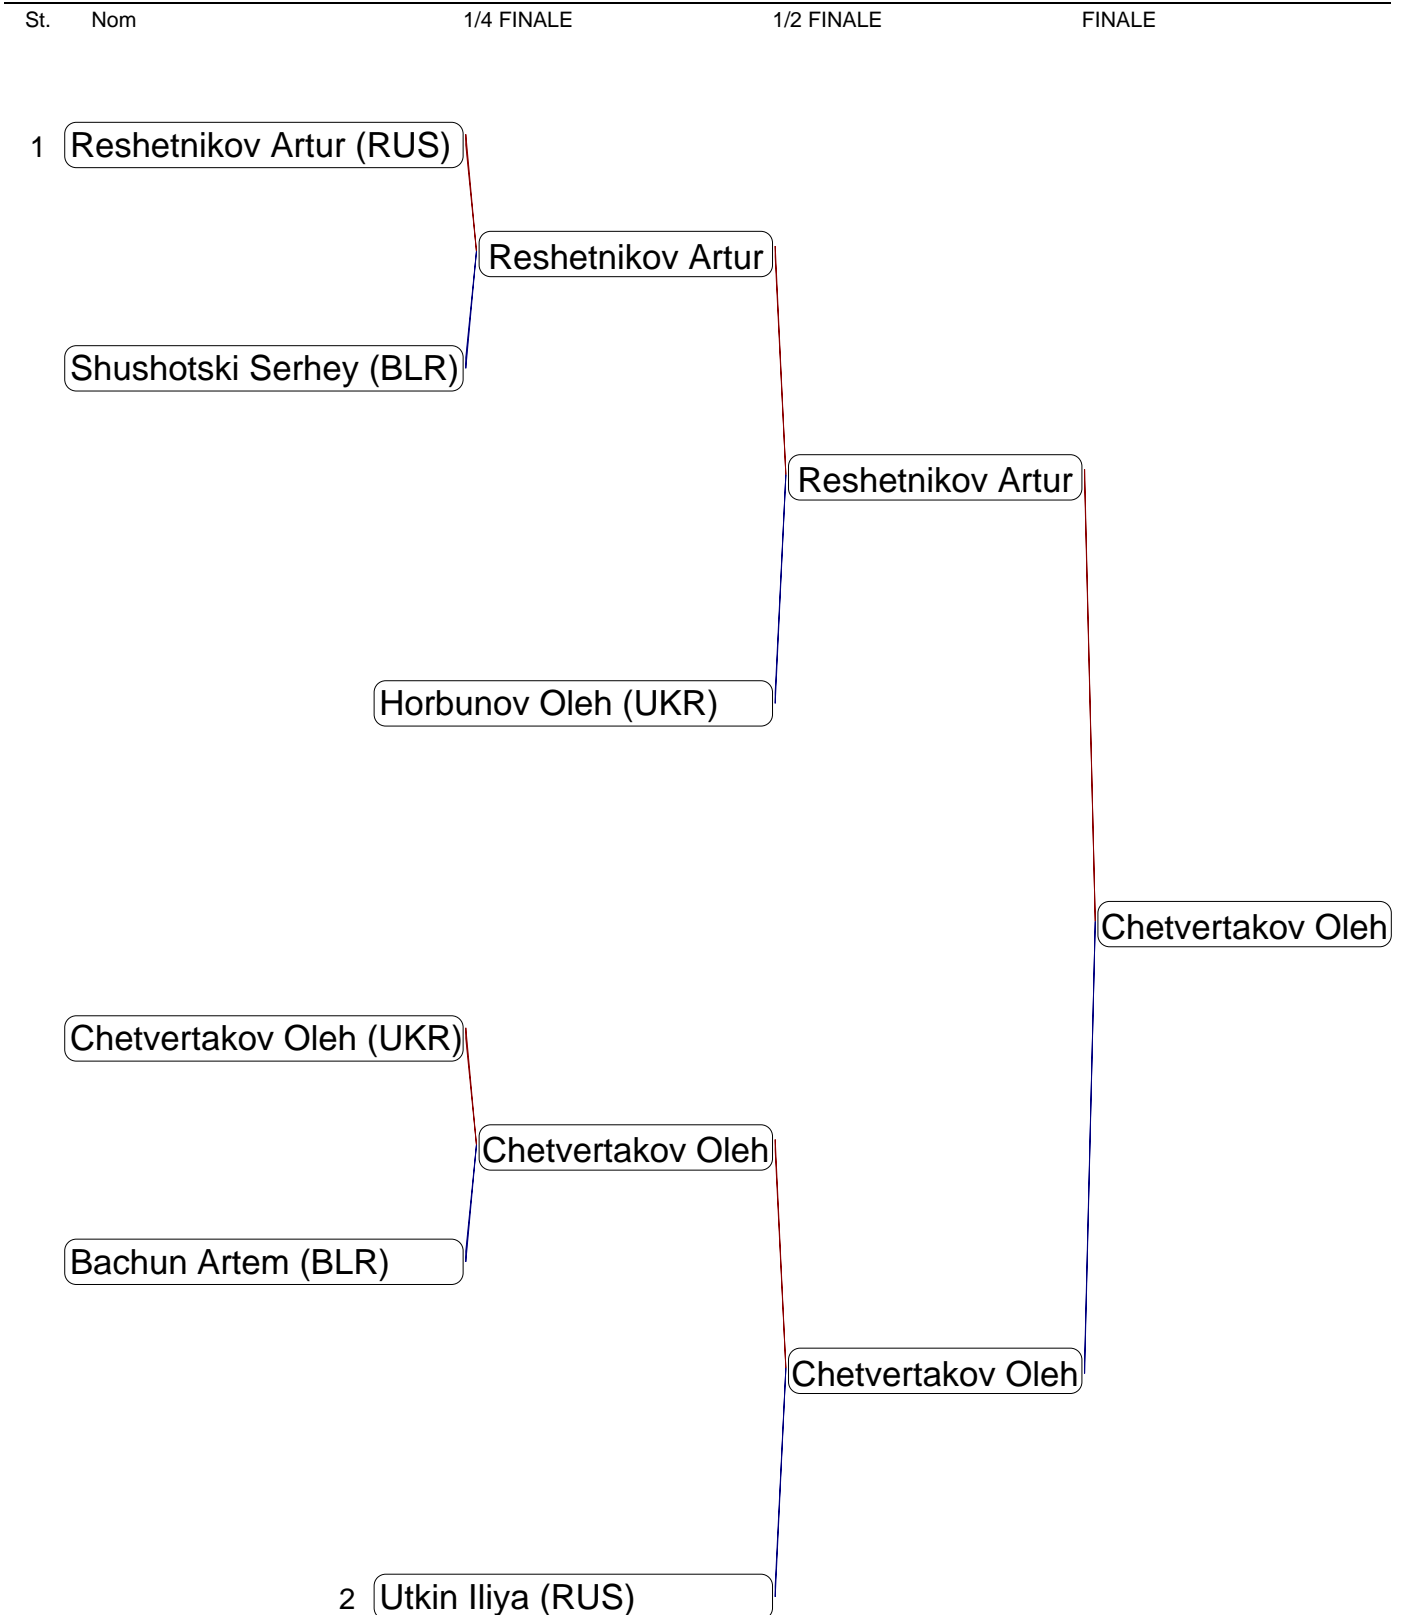 St. Nom 1/4 FINALE 1/2 FINALE FINALE
1 Reshetnikov Artur (RUS)
Reshetnikov Artur
Shushotski Serhey (BLR)
Reshetnikov Artur
Horbunov Oleh (UKR)
Chetvertakov Oleh
Chetvertakov Oleh (UKR)
Chetvertakov Oleh
Bachun Artem (BLR)
Chetvertakov Oleh
2 Utkin Iliya (RUS)